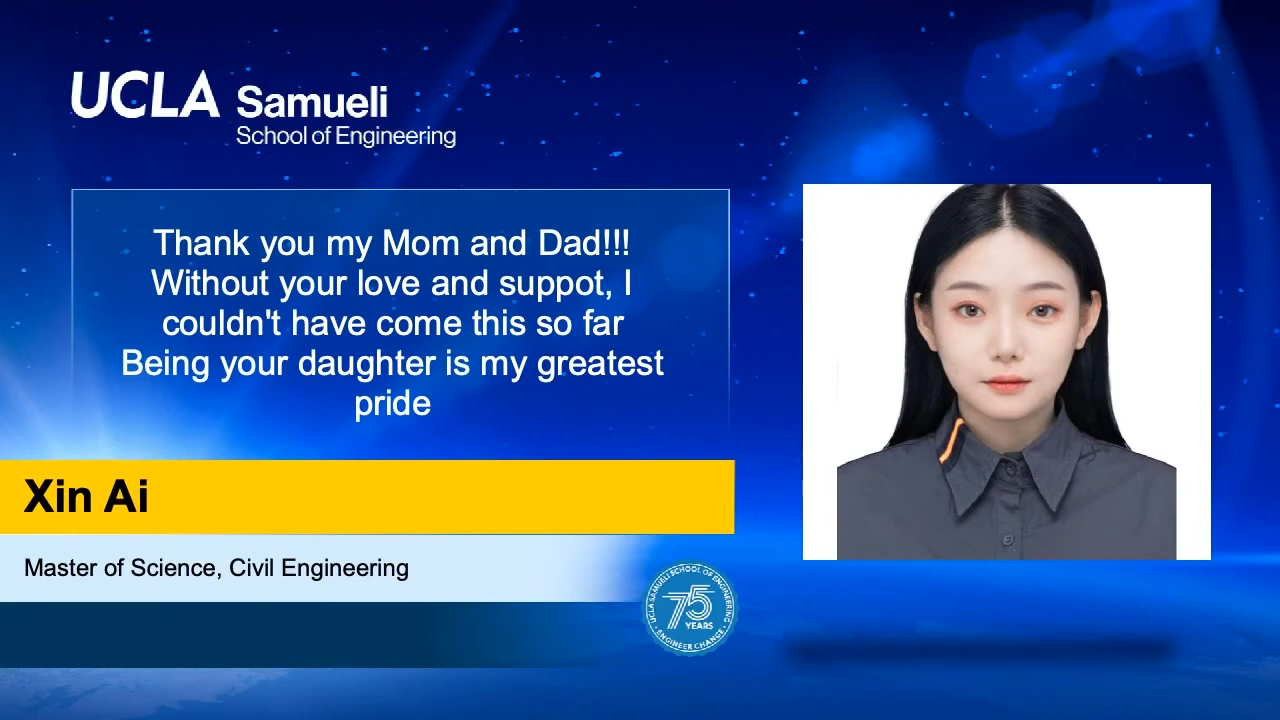 UCLA Samueli
School of Engineering
Thank you my Mom and Dad!!!
Without your love and suppot, I
couldn't have come this so far
Being your daughter is my greatest
pride
Xin Ai
Master of Science, Civil Engineering
UCLA SAMUELI SCHOOL OF ENGINEERING
75
YEARS
ENGINEER CHANGE